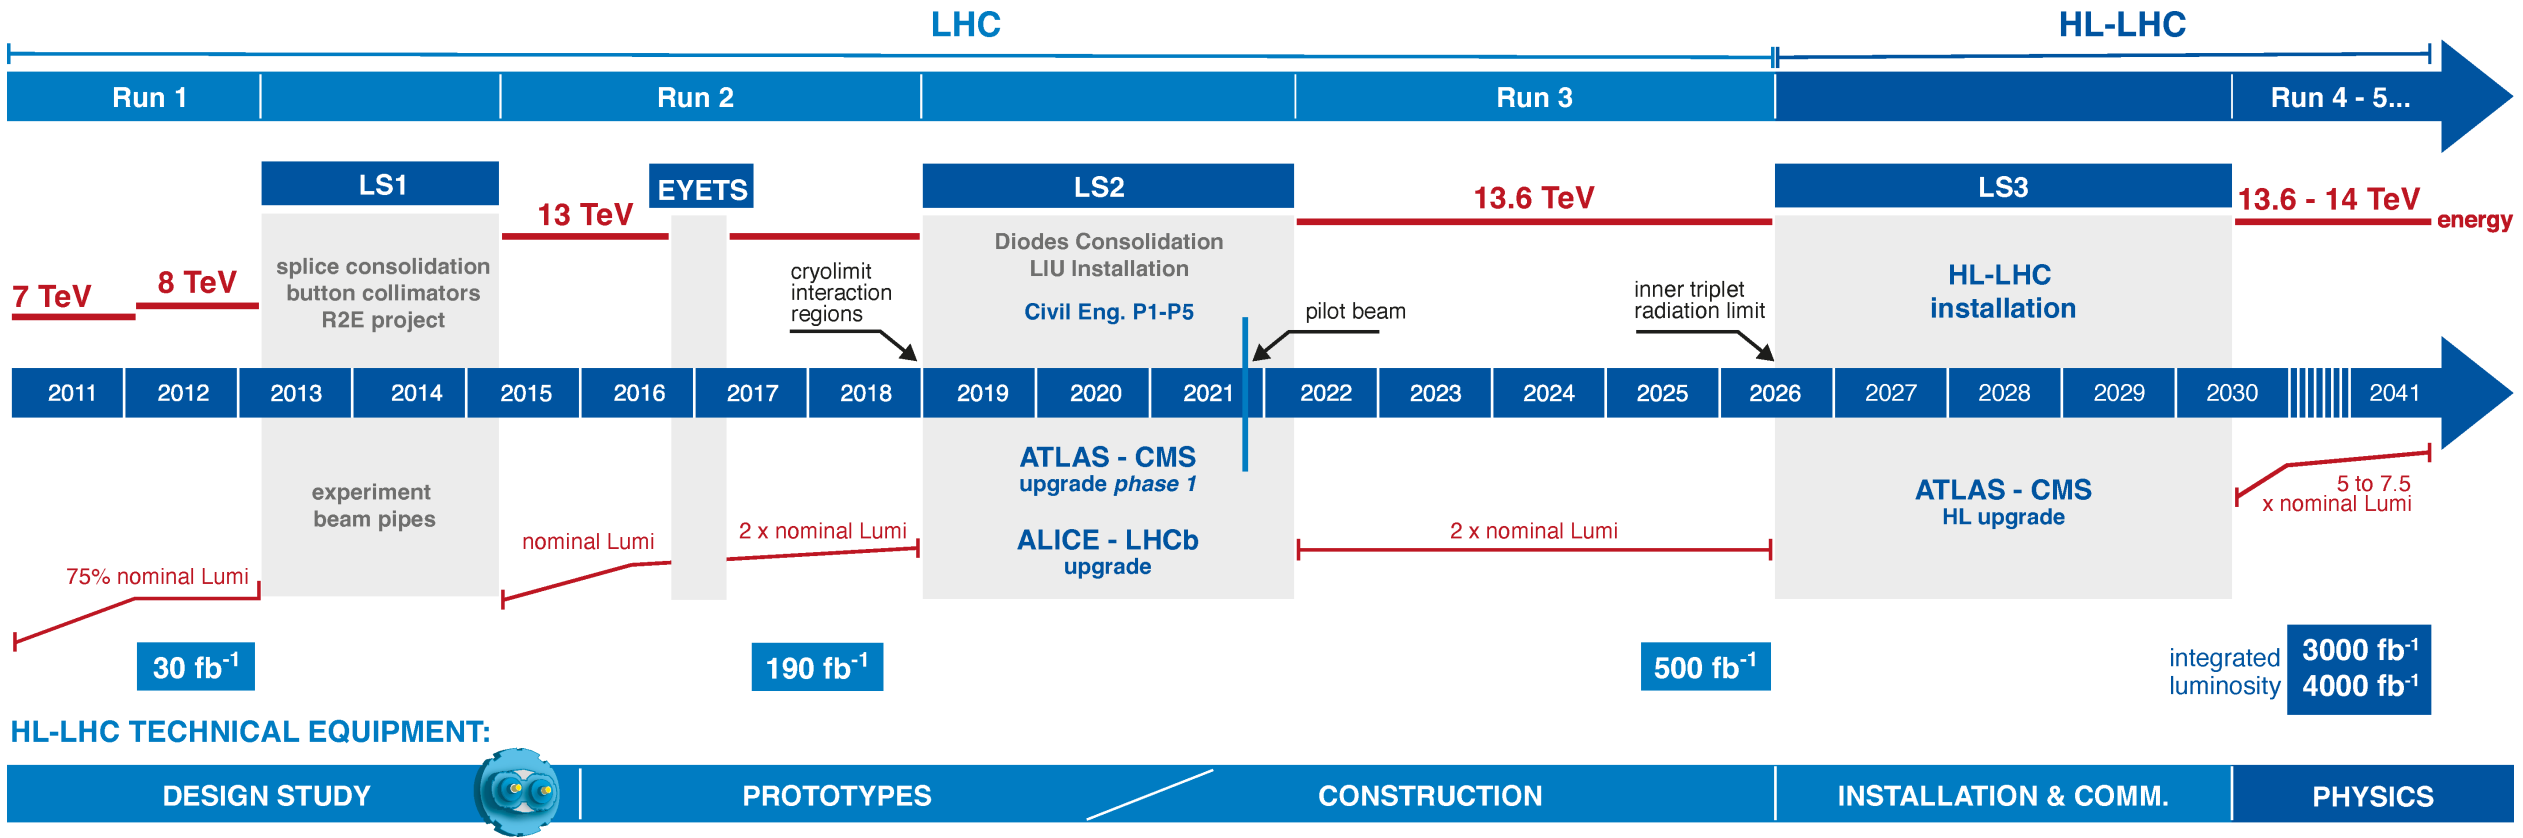 LHC
HL-LHC
Run 1
Run 2
Run 3
Run 4 - 5...
LS1
EYETS
LS2
LS3
13 TeV
13.6 TeV
13.6 - 14 TeV
energy
7 TeV
8 TeV
splice consolidation
button collimators
R2E project
cryolimit
interaction
regions
Diodes Consolidation
LIU Installation
Civil Eng. P1-P5
pilot beam
inner triplet
radiation limit
HL-LHC
installation
2011
2012
2013
2014
2015
2016
2017
2018
2019
2020
2021
2022
2023
2024
2025
2026
2027
2028
2029
2030
2041
experiment
beam pipes
75% nominal Lumi
nominal Lumi
2 x nominal Lumi
ATLAS - CMS
upgrade phase 1
ALICE - LHCb
upgrade
2 x nominal Lumi
ATLAS - CMS
HL upgrade
5 to 7.5
x nominal Lumi
30 fb⁻¹
190 fb⁻¹
500 fb⁻¹
integrated
luminosity
3000 fb⁻¹
4000 fb⁻¹
HL-LHC TECHNICAL EQUIPMENT:
DESIGN STUDY
PROTOTYPES
CONSTRUCTION
INSTALLATION & COMM.
PHYSICS